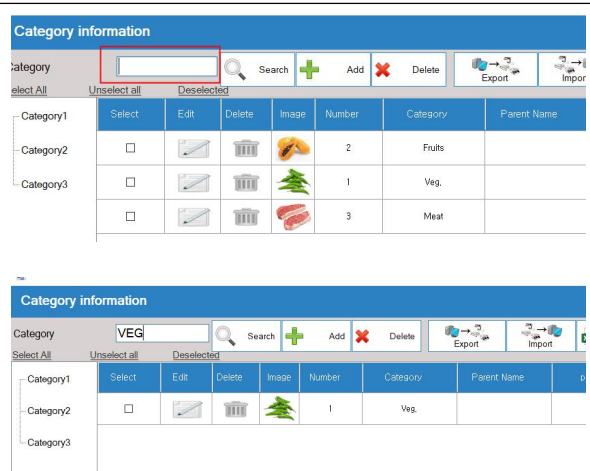 Category information
Category Search Add Delete Export Import
elect All Unselect all Deselected
Category1 Select Edit Delete Image Number Category Parent Name
Category2 2 Fruits
Category3 1 Veg.
3 Meat
Category information
Category VEG Search Add Delete Export Import
Select All Unselect all Deselected
Category1 Select Edit Delete Image Number Category Parent Name p
Category2 1 Veg.
Category3